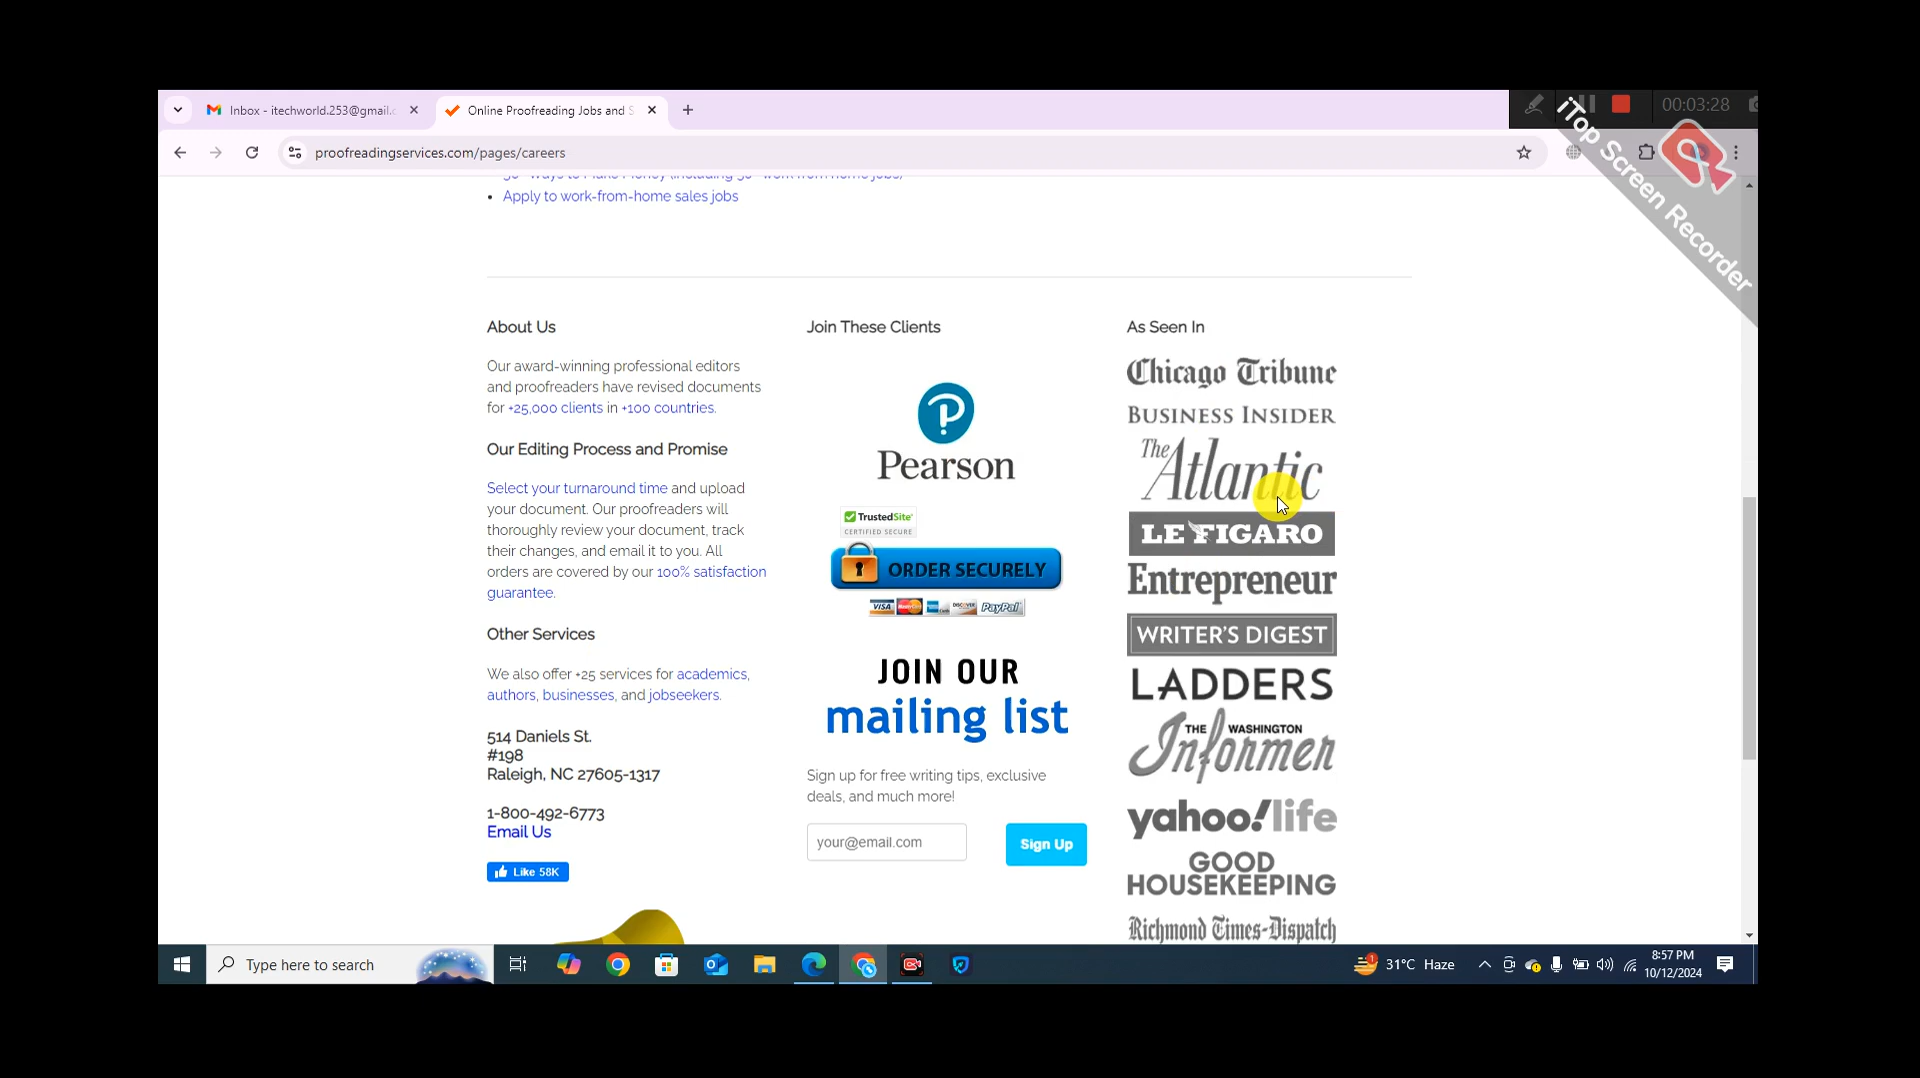 Inbox - itechworld.253@gmail.c
Online Proofreading Jobs and S
00:03:28
proofreadingservices.com/pages/careers
iTop Screen Recorder
Apply to work-from-home sales jobs
About Us
Our award-winning professional editors
and proofreaders have revised documents
for +25,000 clients in +100 countries.
Our Editing Process and Promise
Select your turnaround time and upload
your document. Our proofreaders will
thoroughly review your document, track
their changes, and email it to you. All
orders are covered by our 100% satisfaction
guarantee.
Other Services
We also offer +25 services for academics,
authors, businesses, and jobseekers.
514 Daniels St.
#198
Raleigh, NC 27605-1317
1-800-492-6773
Email Us
Like 58K
Join These Clients
Pearson
TrustedSite
CERTIFIED SECURE
ORDER SECURELY
VISA MasterCard DISCOVER PayPal
JOIN OUR
mailing list
Sign up for free writing tips, exclusive
deals, and much more!
your@email.com
Sign Up
As Seen In
Chicago Tribune
BUSINESS INSIDER
The Atlantic
LE FIGARO
Entrepreneur
WRITER'S DIGEST
LADDERS
THE WASHINGTON
Informer
yahoo!life
GOOD
HOUSEKEEPING
Richmond Times-Dispatch
Type here to search
31°C Haze
8:57 PM
10/12/2024